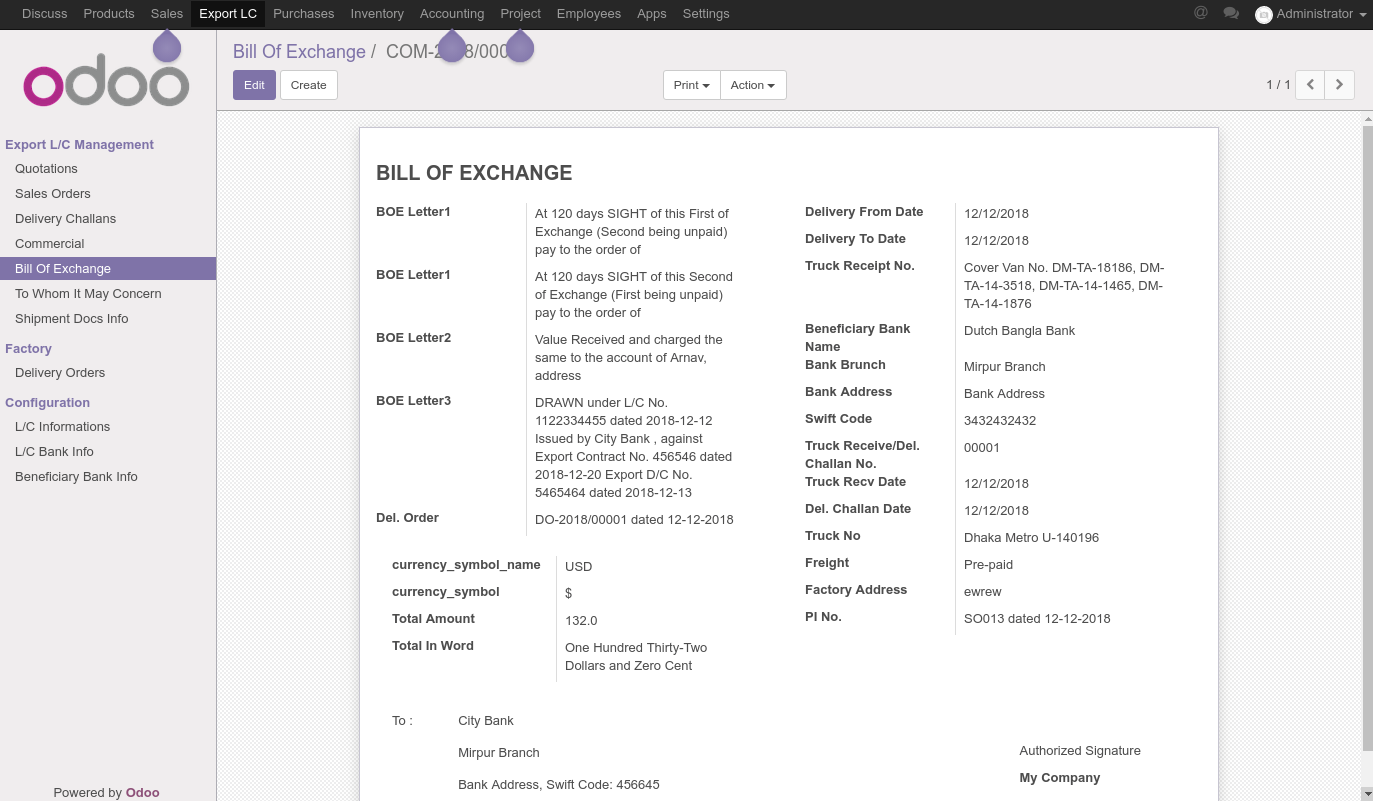 Discuss Products Sales Export LC Purchases Inventory Accounting Project Employees Apps Settings @ Administrator
odoo
Bill Of Exchange / COM-2 8/000
Edit Create Print Action 1 / 1
Export L/C Management
Quotations
Sales Orders
Delivery Challans
Commercial
Bill Of Exchange
To Whom It May Concern
Shipment Docs Info
Factory
Delivery Orders
Configuration
L/C Informations
L/C Bank Info
Beneficiary Bank Info
Powered by Odoo
BILL OF EXCHANGE
BOE Letter1 At 120 days SIGHT of this First of
Exchange (Second being unpaid)
pay to the order of
BOE Letter1 At 120 days SIGHT of this Second
of Exchange (First being unpaid)
pay to the order of
BOE Letter2 Value Received and charged the
same to the account of Arnav,
address
BOE Letter3 DRAWN under L/C No.
1122334455 dated 2018-12-12
Issued by City Bank , against
Export Contract No. 456546 dated
2018-12-20 Export D/C No.
5465464 dated 2018-12-13
Del. Order DO-2018/00001 dated 12-12-2018
currency_symbol_name USD
currency_symbol $
Total Amount 132.0
Total In Word One Hundred Thirty-Two
Dollars and Zero Cent
Delivery From Date 12/12/2018
Delivery To Date 12/12/2018
Truck Receipt No. Cover Van No. DM-TA-18186, DM-
TA-14-3518, DM-TA-14-1465, DM-
TA-14-1876
Beneficiary Bank Dutch Bangla Bank
Name
Bank Brunch Mirpur Branch
Bank Address Bank Address
Swift Code 3432432432
Truck Receive/Del. 00001
Challan No.
Truck Recv Date 12/12/2018
Del. Challan Date 12/12/2018
Truck No Dhaka Metro U-140196
Freight Pre-paid
Factory Address ewrew
PI No. SO013 dated 12-12-2018
To : City Bank
Mirpur Branch
Bank Address, Swift Code: 456645
Authorized Signature
My Company